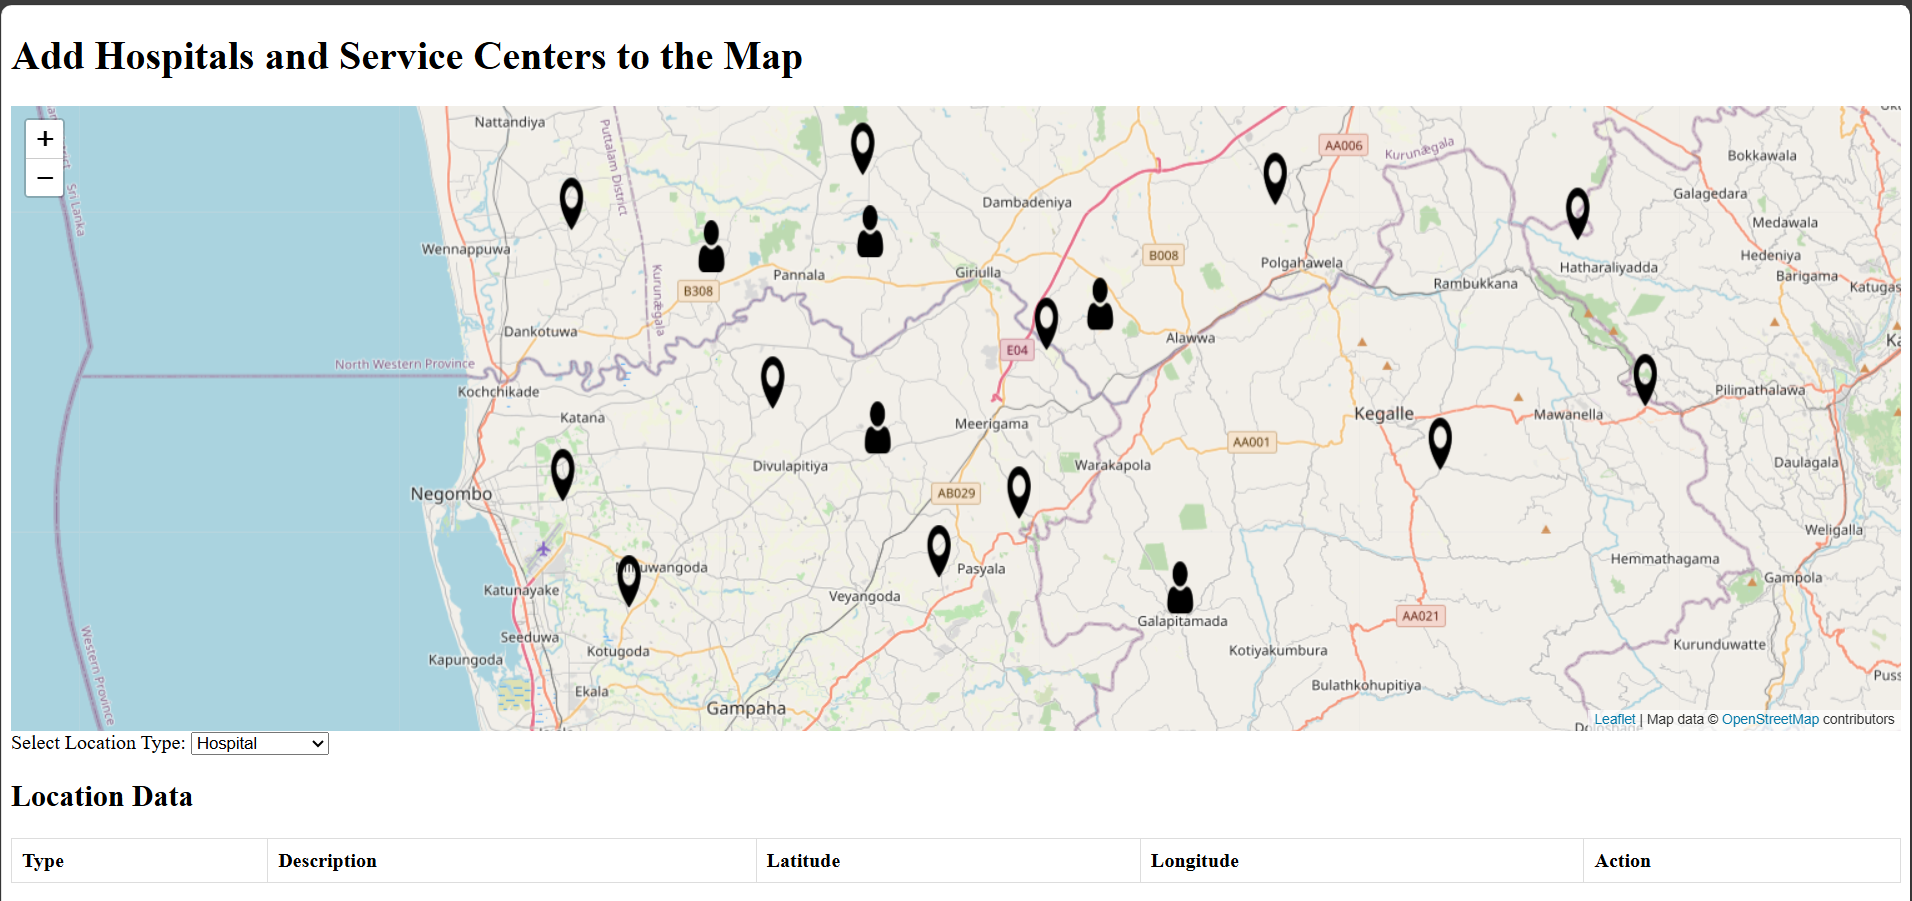 Add Hospitals and Service Centers to the Map
+
−
Nattandiya
Puttalam District
AA006
Kurunægala
Bokkawala
Sri Lanka
Galagedara
Dambadeniya
Medawala
Wennappuwa
B308
Kurunægala
Pannala
Giriulla
B008
Polgahawela
Hatharaliyadda
Hedeniya
Barigama
Rambukkana
Katugas
Dankotuwa
E04
Alawwa
North Western Province
Kochchikade
Katana
Meerigama
Kegalle
Mawanella
Pilimathalawa
AA001
Divulapitiya
Warakapola
Daulagala
Negombo
AB029
Weligalla
Pasyala
Hemmathagama
Gampola
Katunayake
Veyangoda
Galapitamada
AA021
Seeduwa
Kotugoda
Kapungoda
Kotiyakumbura
Kurunduwatte
Western Province
Ekala
Bulathkohupitiya
Puss
Gampaha
Leaflet | Map data © OpenStreetMap contributors
Select Location Type: Hospital
Location Data
Type Description Latitude Longitude Action